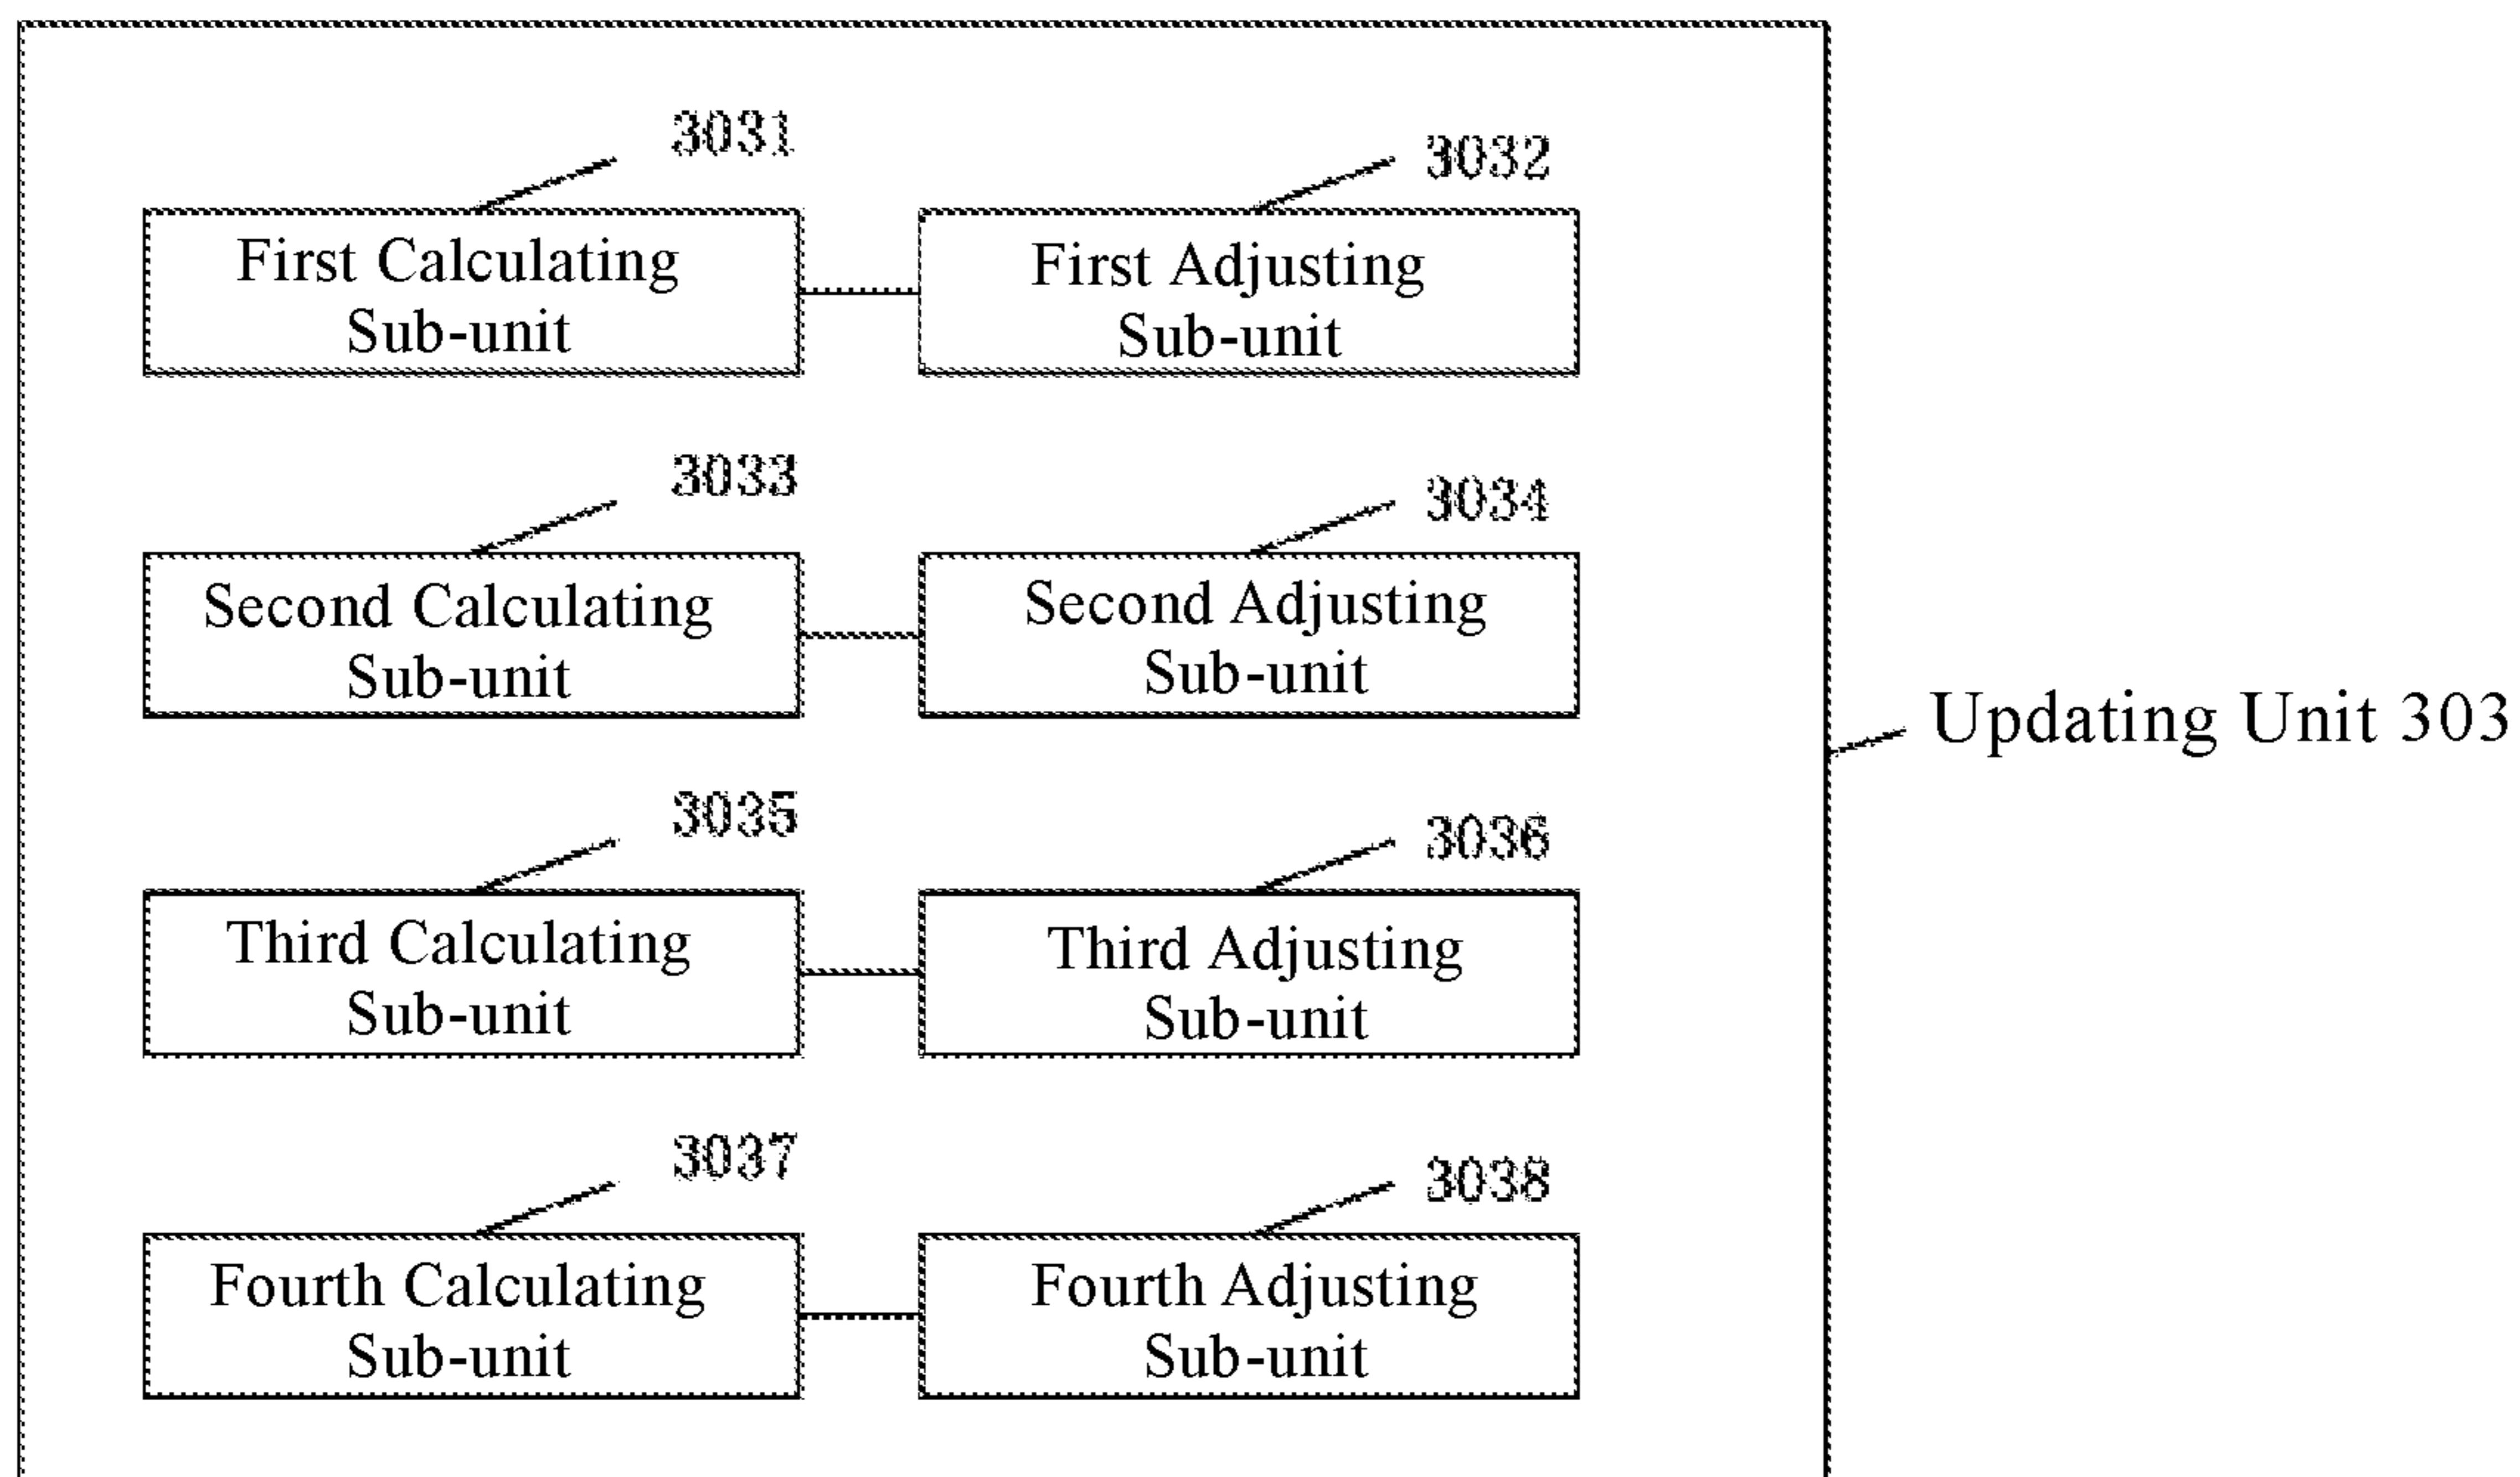 3031
3032
First Calculating
Sub-unit
First Adjusting
Sub-unit
3033
3034
Second Calculating
Sub-unit
Second Adjusting
Sub-unit
Updating Unit 303
3035
3036
Third Calculating
Sub-unit
Third Adjusting
Sub-unit
3037
3038
Fourth Calculating
Sub-unit
Fourth Adjusting
Sub-unit